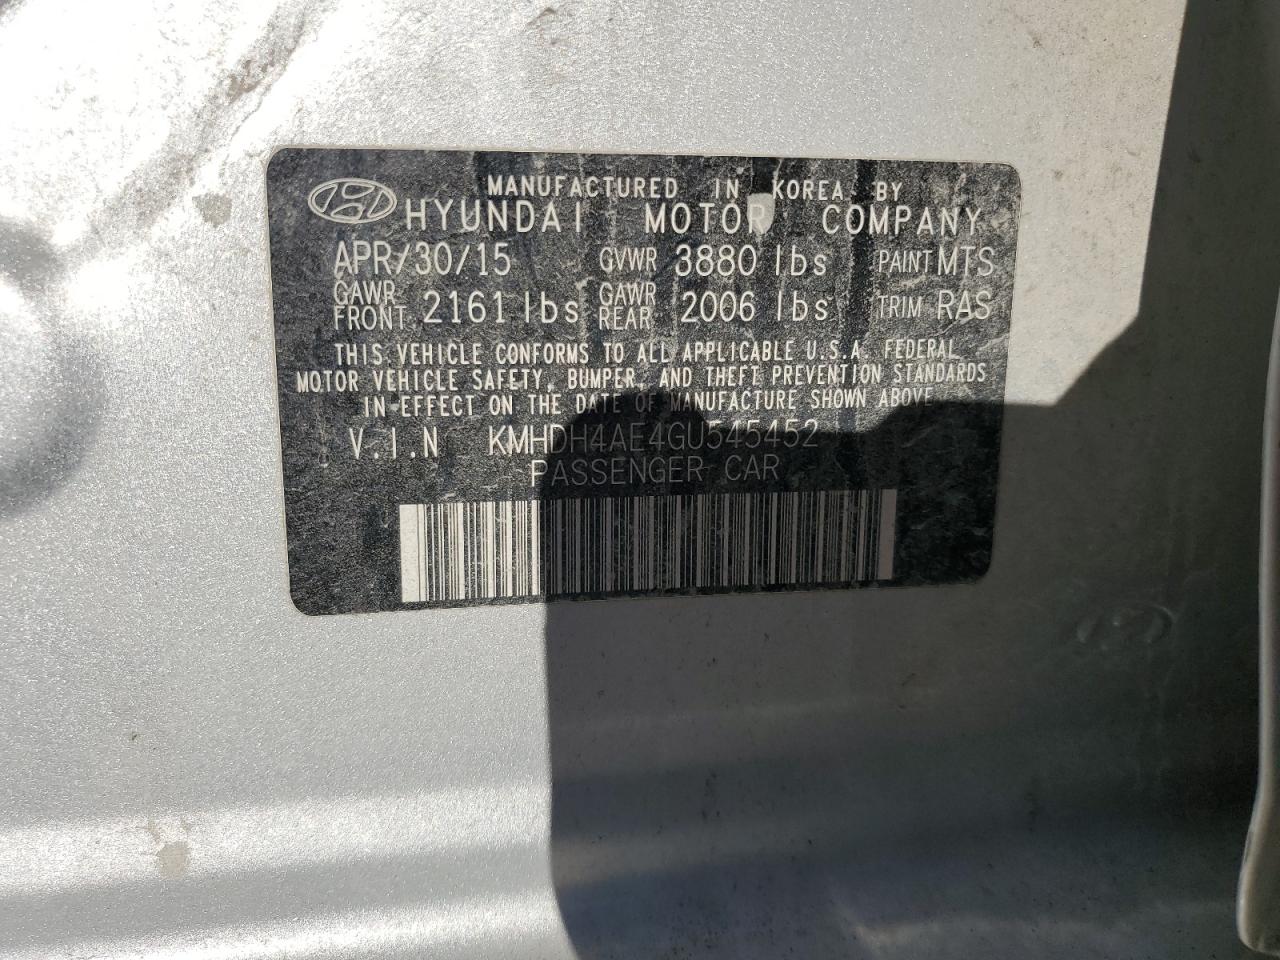 MANUFACTURED IN KOREA BY
HYUNDAI MOTOR COMPANY
APR/30/15 GVWR 3880 lbs PAINT MTS
GAWR FRONT 2161 lbs GAWR REAR 2006 lbs TRIM RAS
THIS VEHICLE CONFORMS TO ALL APPLICABLE U.S.A. FEDERAL
MOTOR VEHICLE SAFETY, BUMPER, AND THEFT PREVENTION STANDARDS
IN EFFECT ON THE DATE OF MANUFACTURE SHOWN ABOVE
V.I.N KMHDH4AE4GU545452
PASSENGER CAR